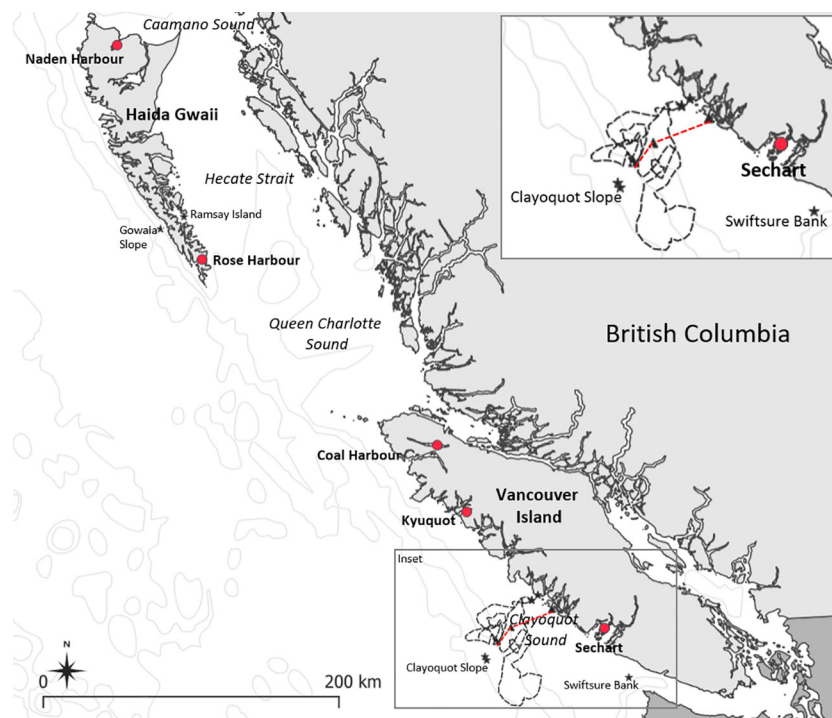 Caamano Sound
Naden Harbour
Haida Gwaii
Hecate Strait
Ramsay Island
Gowaia
Slope
Rose Harbour
Queen Charlotte
Sound
Clayoquot Slope
Sechart
Swiftsure Bank
British Columbia
Coal Harbour
Vancouver
Island
Kyuquot
Inset
Clayoquot
Sound
Sechart
Clayoquot Slope
Swiftsure Bank
N
0
200 km